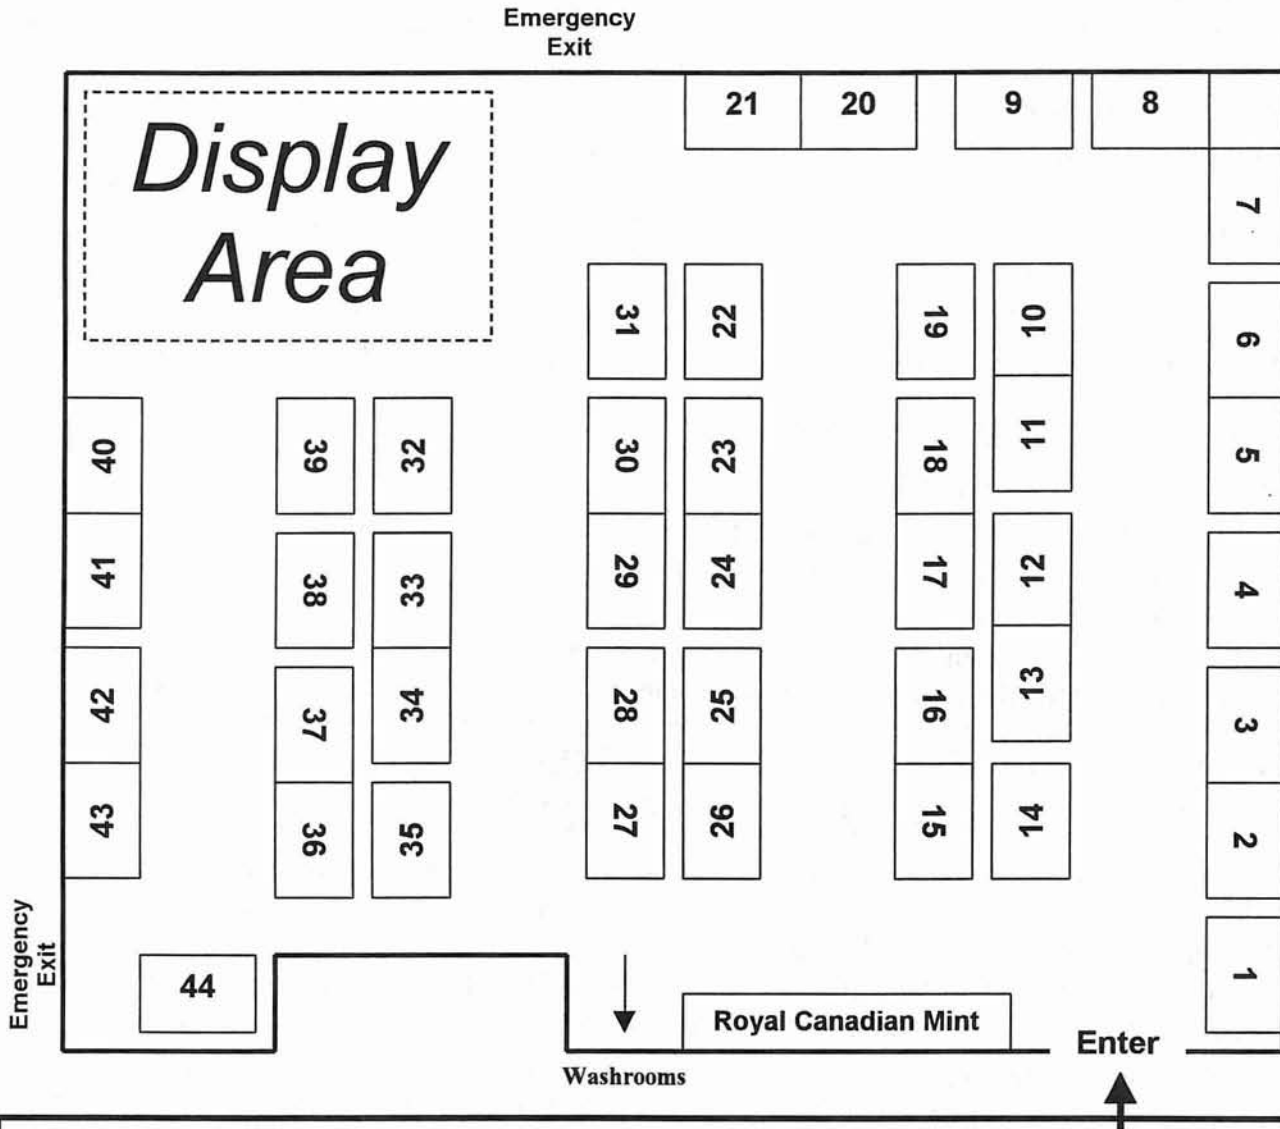 Emergency
Exit
Display
Area
21 20 9 8
7
31 22 19 10
6
11
40 39 32 30 23 18 5
41 38 33 29 24 17 12 4
42 37 34 28 25 16 13 3
43 36 35 27 26 15 14 2
Emergency
Exit
44
1
Royal Canadian Mint
Enter
Washrooms